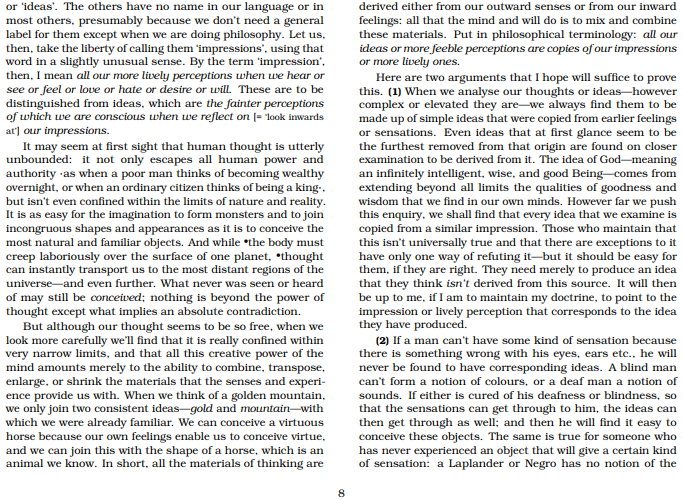 or ‘ideas’. The others have no name in our language or in
most others, presumably because we don’t need a general
label for them except when we are doing philosophy. Let us,
then, take the liberty of calling them ‘impressions’, using that
word in a slightly unusual sense. By the term ‘impression’,
then, I mean all our more lively perceptions when we hear or
see or feel or love or hate or desire or will. These are to be
distinguished from ideas, which are the fainter perceptions
of which we are conscious when we reflect on [= ‘look inwards
at’] our impressions.
It may seem at first sight that human thought is utterly
unbounded: it not only escapes all human power and
authority ·as when a poor man thinks of becoming wealthy
overnight, or when an ordinary citizen thinks of being a king·,
but isn’t even confined within the limits of nature and reality.
It is as easy for the imagination to form monsters and to join
incongruous shapes and appearances as it is to conceive the
most natural and familiar objects. And while •the body must
creep laboriously over the surface of one planet, •thought
can instantly transport us to the most distant regions of the
universe—and even further. What never was seen or heard
of may still be conceived; nothing is beyond the power of
thought except what implies an absolute contradiction.
But although our thought seems to be so free, when we
look more carefully we’ll find that it is really confined within
very narrow limits, and that all this creative power of the
mind amounts merely to the ability to combine, transpose,
enlarge, or shrink the materials that the senses and experi-
ence provide us with. When we think of a golden mountain,
we only join two consistent ideas—gold and mountain—with
which we were already familiar. We can conceive a virtuous
horse because our own feelings enable us to conceive virtue,
and we can join this with the shape of a horse, which is an
animal we know. In short, all the materials of thinking are
derived either from our outward senses or from our inward
feelings: all that the mind and will do is to mix and combine
these materials. Put in philosophical terminology: all our
ideas or more feeble perceptions are copies of our impressions
or more lively ones.
Here are two arguments that I hope will suffice to prove
this. (1) When we analyse our thoughts or ideas—however
complex or elevated they are—we always find them to be
made up of simple ideas that were copied from earlier feelings
or sensations. Even ideas that at first glance seem to be
the furthest removed from that origin are found on closer
examination to be derived from it. The idea of God—meaning
an infinitely intelligent, wise, and good Being—comes from
extending beyond all limits the qualities of goodness and
wisdom that we find in our own minds. However far we push
this enquiry, we shall find that every idea that we examine is
copied from a similar impression. Those who maintain that
this isn’t universally true and that there are exceptions to it
have only one way of refuting it—but it should be easy for
them, if they are right. They need merely to produce an idea
that they think isn’t derived from this source. It will then
be up to me, if I am to maintain my doctrine, to point to the
impression or lively perception that corresponds to the idea
they have produced.
(2) If a man can’t have some kind of sensation because
there is something wrong with his eyes, ears etc., he will
never be found to have corresponding ideas. A blind man
can’t form a notion of colours, or a deaf man a notion of
sounds. If either is cured of his deafness or blindness, so
that the sensations can get through to him, the ideas can
then get through as well; and then he will find it easy to
conceive these objects. The same is true for someone who
has never experienced an object that will give a certain kind
of sensation: a Laplander or Negro has no notion of the
8